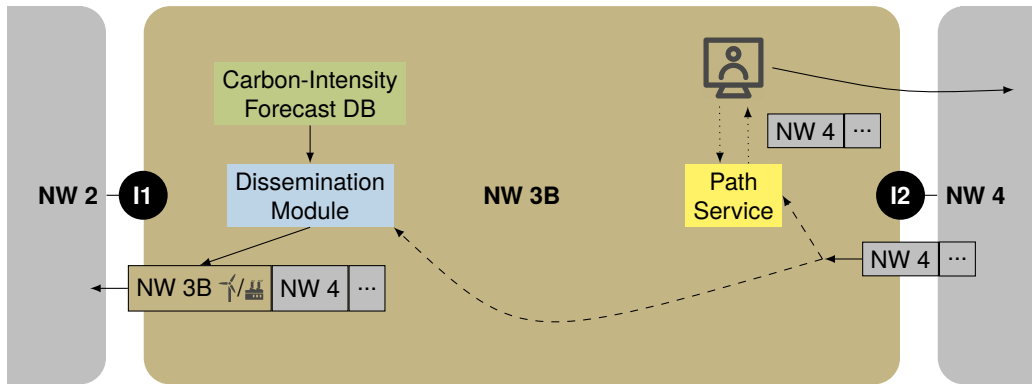 Carbon-Intensity
Forecast DB
NW 4 ...
NW 2
I1
Dissemination
Module
NW 3B
Path
Service
I2
NW 4
NW 4 ...
NW 3B / NW 4 ...